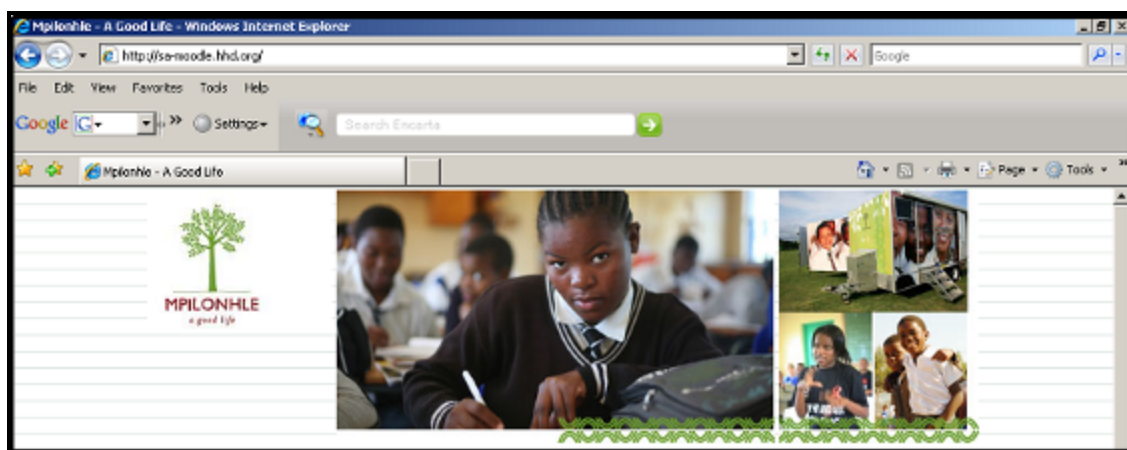 Mpilonhle - A Good Life - Windows Internet Explorer
http://sa-moodle.hhd.org/
Google
File Edit View Favorites Tools Help
Google G Settings
Search Encarta
Mpilonhle - A Good Life
Page Tools
MPILONHLE
a good life